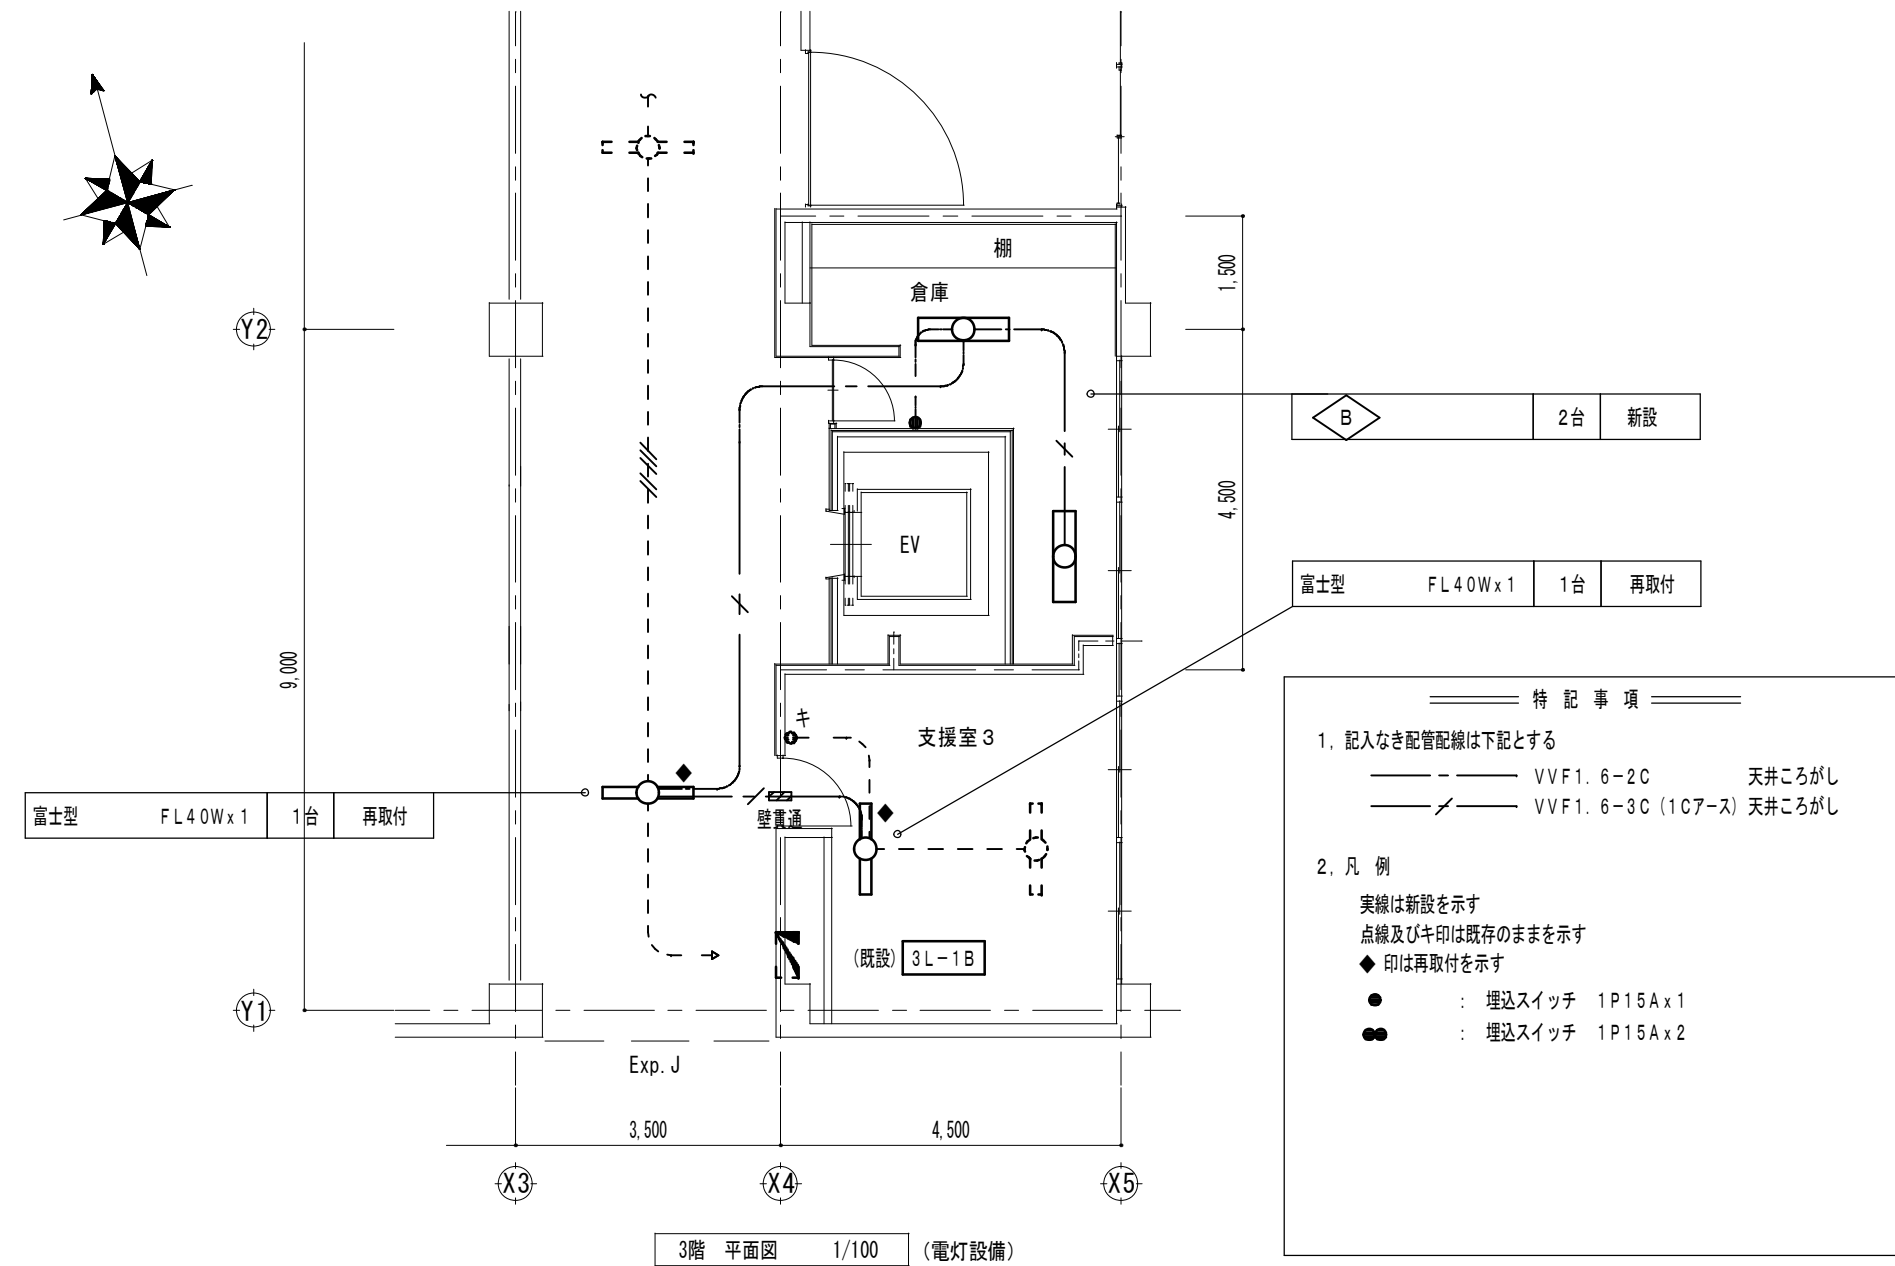 棚
倉庫
1,500
Y2
B 2台 新設
4,500
EV
富士型 FL40Wx1 1台 再取付
9,000
特 記 事 項
1, 記入なき配管配線は下記とする
VVF1.6-2C 天井ころがし
VVF1.6-3C (1Cアース) 天井ころがし
2, 凡 例
実線は新設を示す
点線及びキ印は既存のままを示す
◆ 印は再取付を示す
: 埋込スイッチ 1P15Ax1
: 埋込スイッチ 1P15Ax2
キ
支援室3
富士型 FL40Wx1 1台 再取付
壁貫通
(既設) 3L-1B
Y1
Exp.J
3,500 4,500
X3 X4 X5
3階 平面図 1/100 (電灯設備)